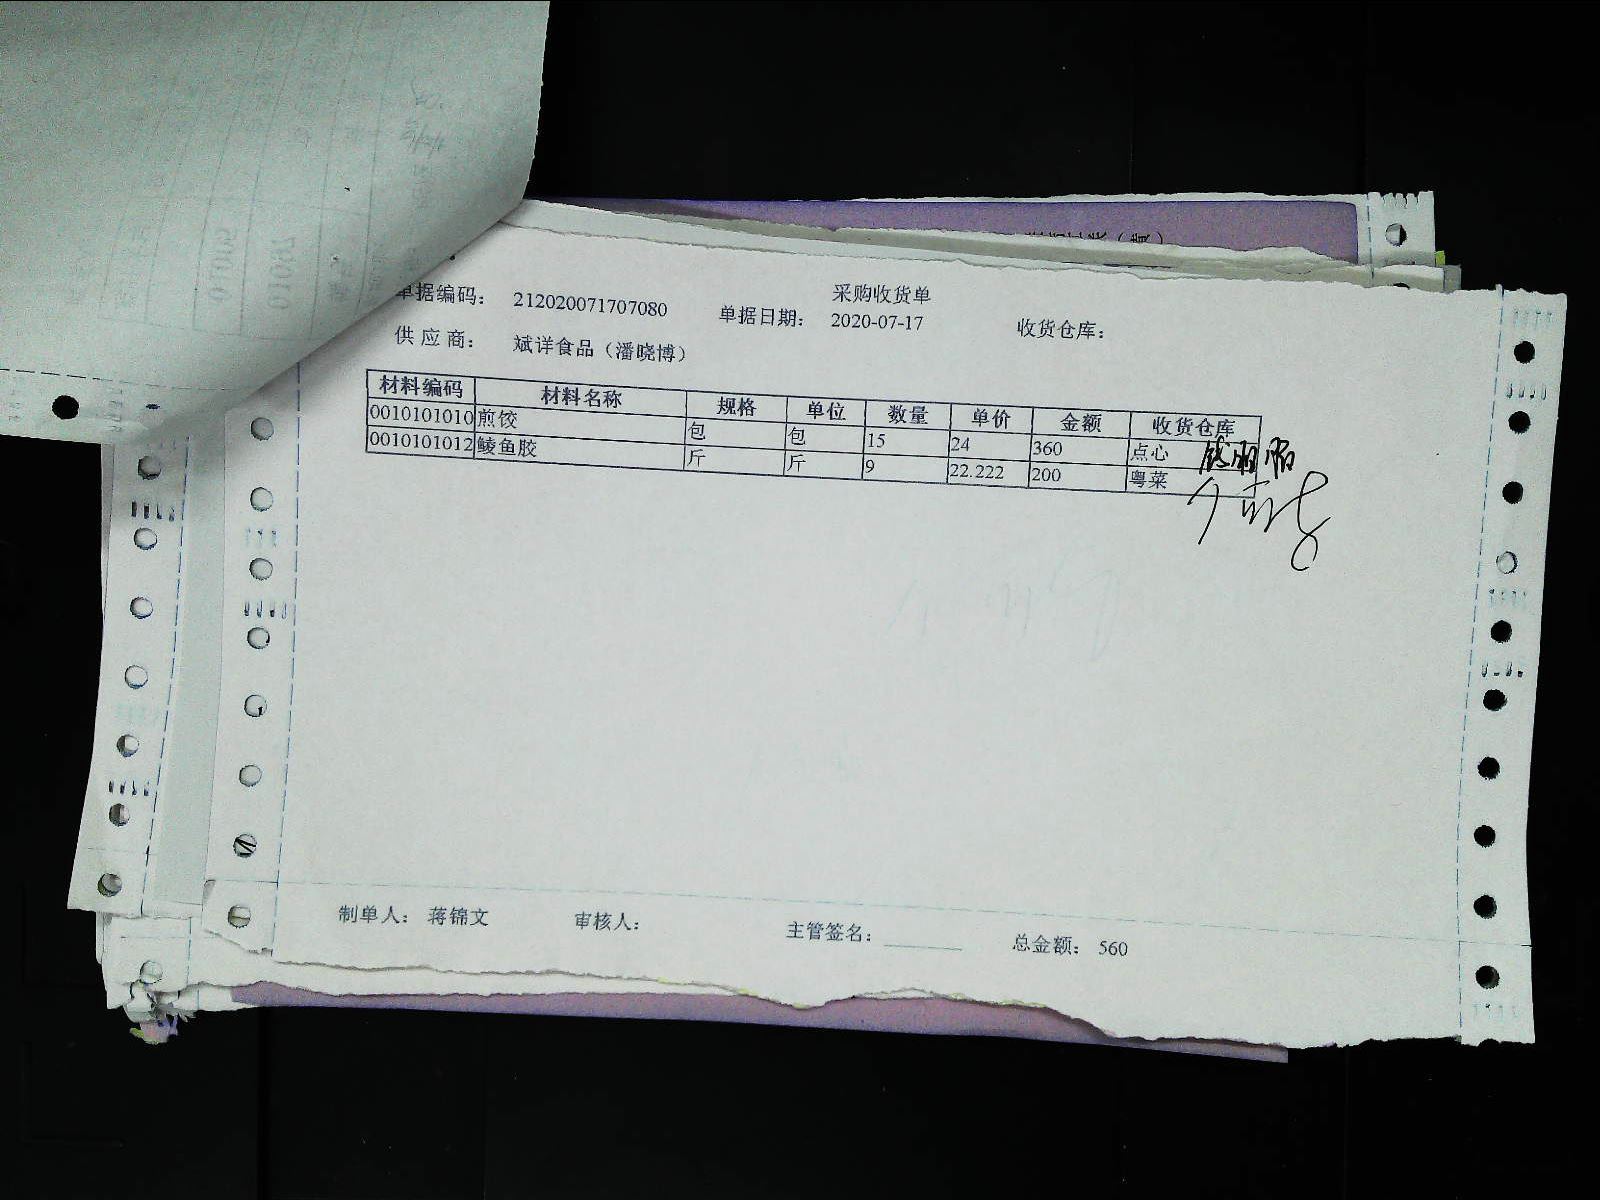 采购收货单
单据编码： 212020071707080 单据日期： 2020-07-17 收货仓库：
供应商： 斌详食品（潘晓博）
材料编码 材料名称 规格 单位 数量 单价 金额 收货仓库
0010101010 煎饺 包 包 15 24 360 点心
0010101012 鲮鱼胶 斤 斤 9 22.222 200 粤菜
制单人： 蒋锦文 审核人： 主管签名： 总金额： 560